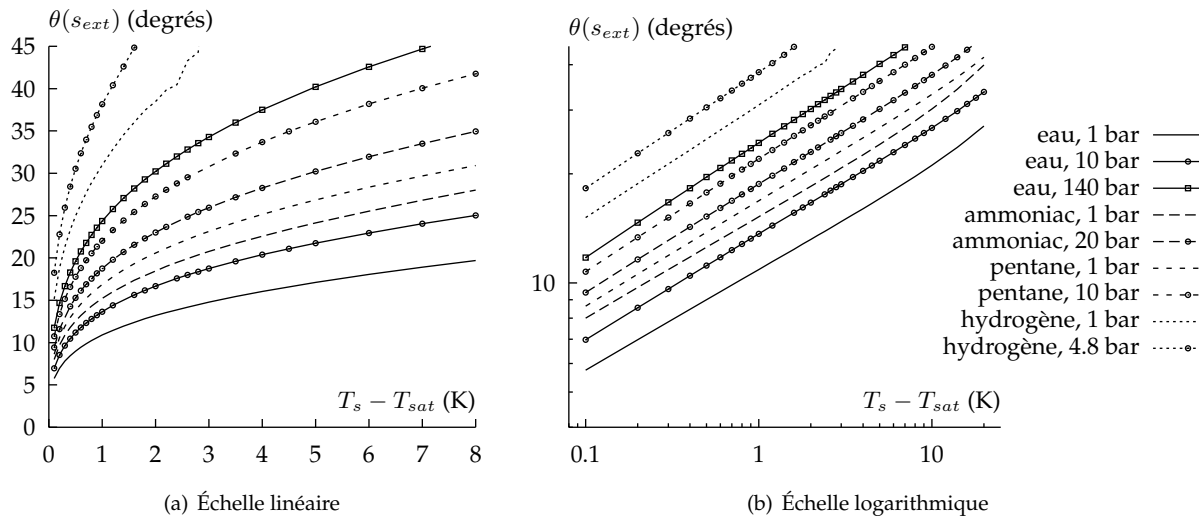 θ(s_ext) (degrés)
45
40
35
30
25
20
15
10
5
0
T_s − T_sat (K)
0 1 2 3 4 5 6 7 8
(a) Échelle linéaire
θ(s_ext) (degrés)
10
T_s − T_sat (K)
0.1 1 10
(b) Échelle logarithmique
eau, 1 bar
eau, 10 bar
eau, 140 bar
ammoniac, 1 bar
ammoniac, 20 bar
pentane, 1 bar
pentane, 10 bar
hydrogène, 1 bar
hydrogène, 4.8 bar